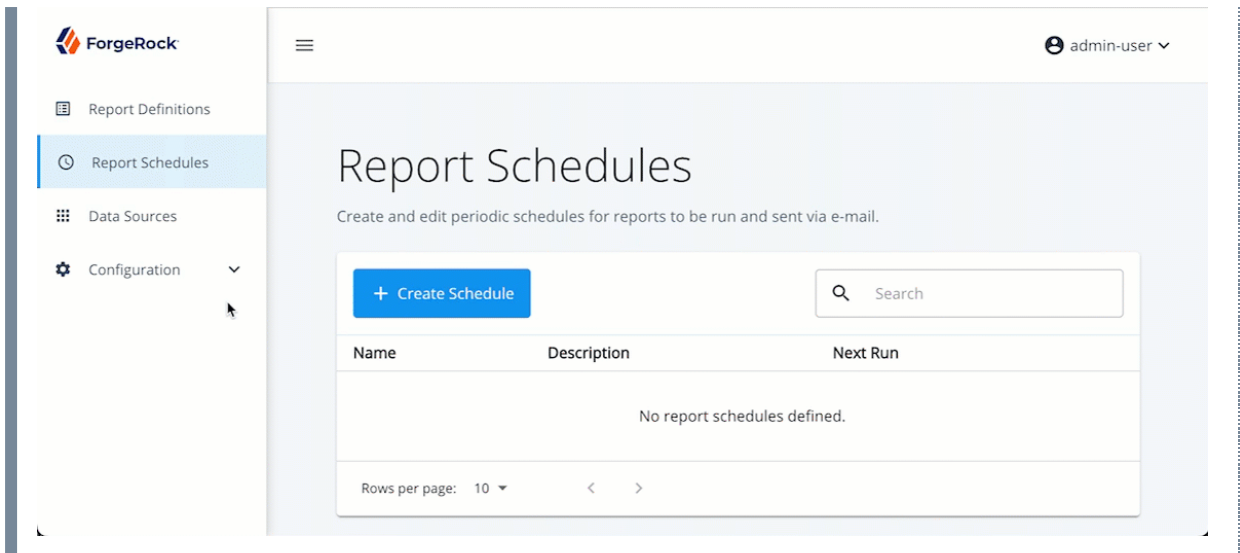 ForgeRock
admin-user
Report Definitions
Report Schedules
Data Sources
Configuration
Report Schedules
Create and edit periodic schedules for reports to be run and sent via e-mail.
+ Create Schedule
Search
Name Description Next Run
No report schedules defined.
Rows per page: 10